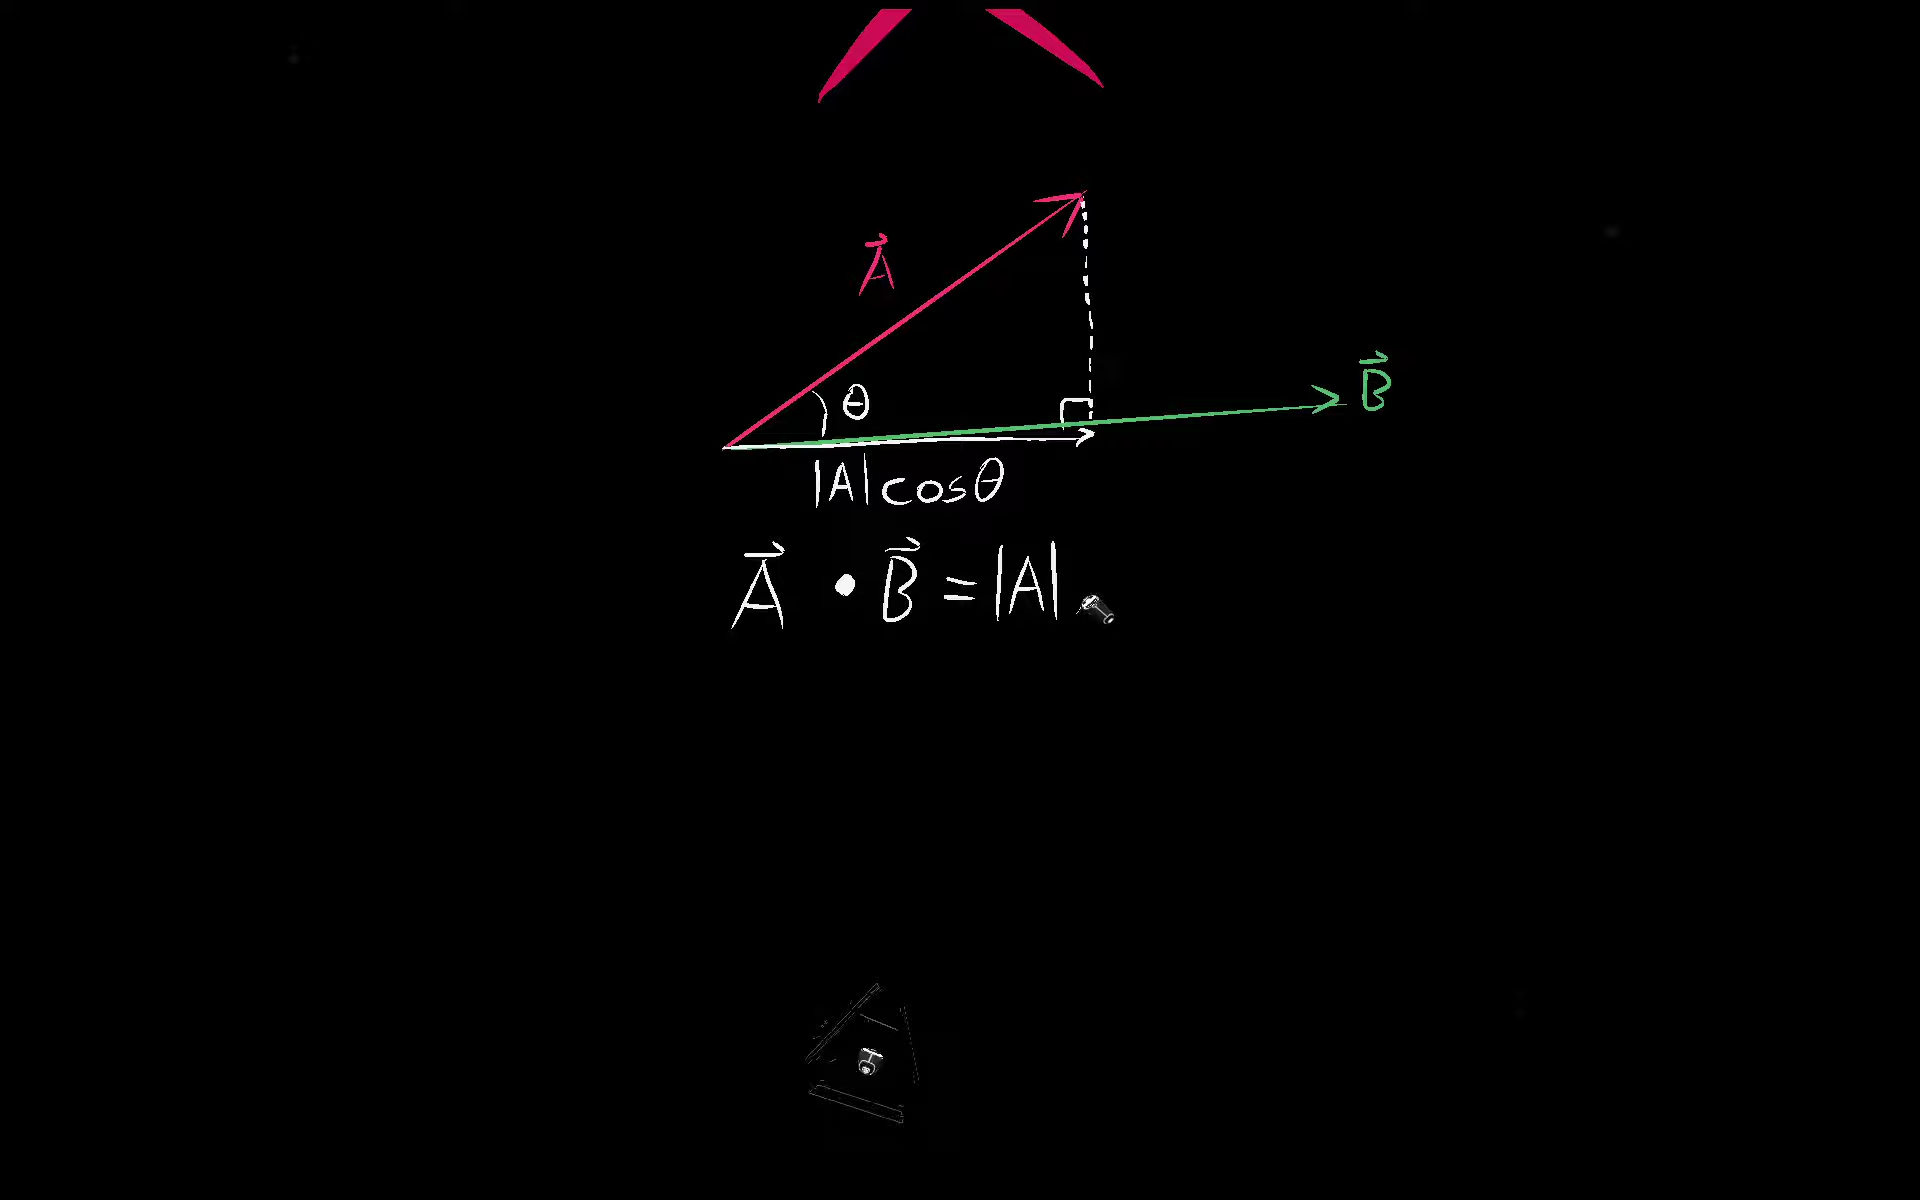 A⃗
θ
B⃗
|A| cosθ
A⃗ • B⃗ = |A|